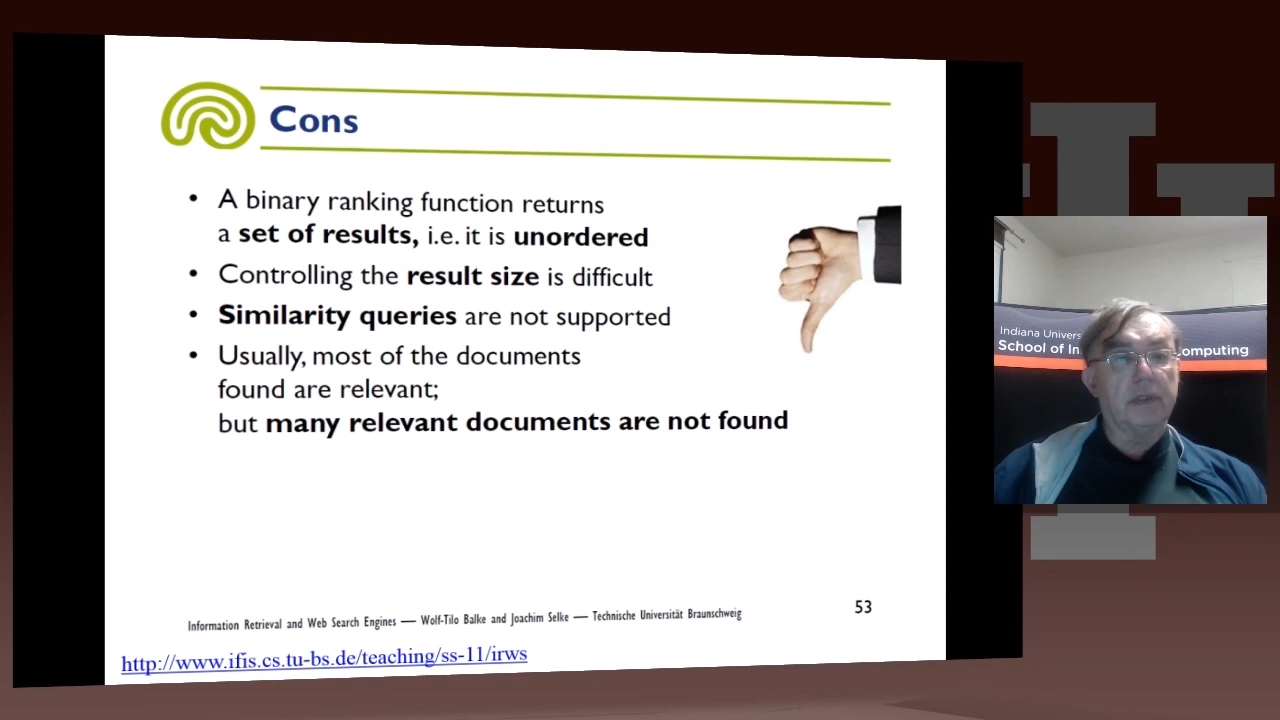 Cons
• A binary ranking function returns
a set of results, i.e. it is unordered
• Controlling the result size is difficult
• Similarity queries are not supported
• Usually, most of the documents
found are relevant;
but many relevant documents are not found
53
Information Retrieval and Web Search Engines — Wolf-Tilo Balke and Joachim Selke — Technische Universität Braunschweig
http://www.ifis.cs.tu-bs.de/teaching/ss-11/irws
Indiana Univers
School of In omputing